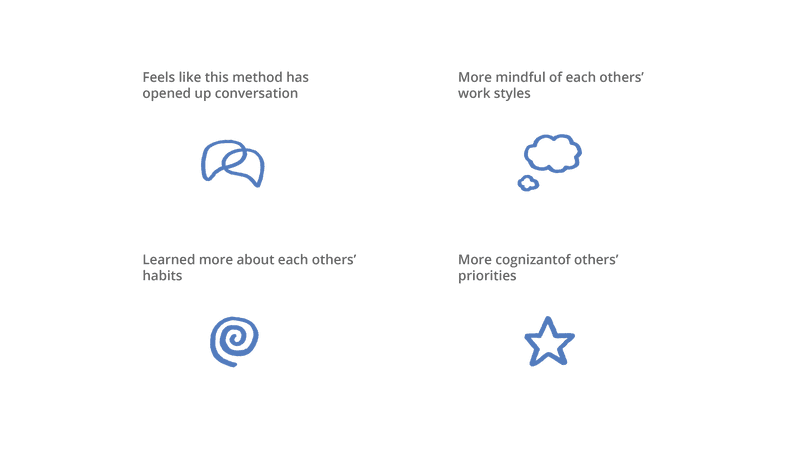 Feels like this method has
opened up conversation
More mindful of each others’
work styles
Learned more about each others’
habits
More cognizantof others’
priorities